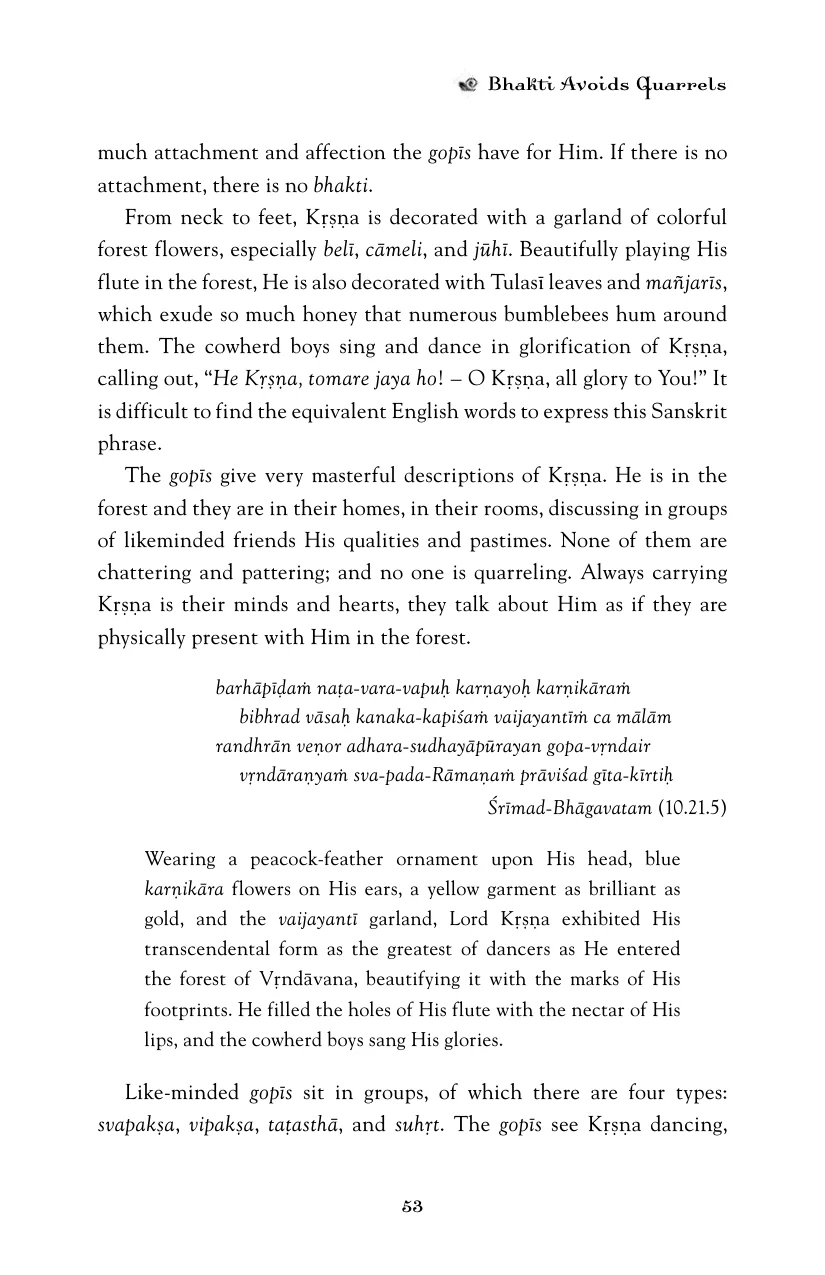 Bhakti Avoids Quarrels
much attachment and affection the gopīs have for Him. If there is no
attachment, there is no bhakti.
From neck to feet, Kṛṣṇa is decorated with a garland of colorful
forest flowers, especially belī, cāmeli, and jūhī. Beautifully playing His
flute in the forest, He is also decorated with Tulasī leaves and mañjarīs,
which exude so much honey that numerous bumblebees hum around
them. The cowherd boys sing and dance in glorification of Kṛṣṇa,
calling out, “He Kṛṣṇa, tomare jaya ho! – O Kṛṣṇa, all glory to You!” It
is difficult to find the equivalent English words to express this Sanskrit
phrase.
The gopīs give very masterful descriptions of Kṛṣṇa. He is in the
forest and they are in their homes, in their rooms, discussing in groups
of likeminded friends His qualities and pastimes. None of them are
chattering and pattering; and no one is quarreling. Always carrying
Kṛṣṇa is their minds and hearts, they talk about Him as if they are
physically present with Him in the forest.
barhāpīḍaṁ naṭa-vara-vapuḥ karṇayoḥ karṇikāraṁ
bibhrad vāsaḥ kanaka-kapiśaṁ vaijayantīṁ ca mālām
randhrān veṇor adhara-sudhayāpūrayan gopa-vṛndair
vṛndāraṇyaṁ sva-pada-Rāmaṇaṁ prāviśad gīta-kīrtiḥ
Śrīmad-Bhāgavatam (10.21.5)
Wearing a peacock-feather ornament upon His head, blue
karṇikāra flowers on His ears, a yellow garment as brilliant as
gold, and the vaijayantī garland, Lord Kṛṣṇa exhibited His
transcendental form as the greatest of dancers as He entered
the forest of Vṛndāvana, beautifying it with the marks of His
footprints. He filled the holes of His flute with the nectar of His
lips, and the cowherd boys sang His glories.
Like-minded gopīs sit in groups, of which there are four types:
svapakṣa, vipakṣa, taṭasthā, and suhṛt. The gopīs see Kṛṣṇa dancing,
53